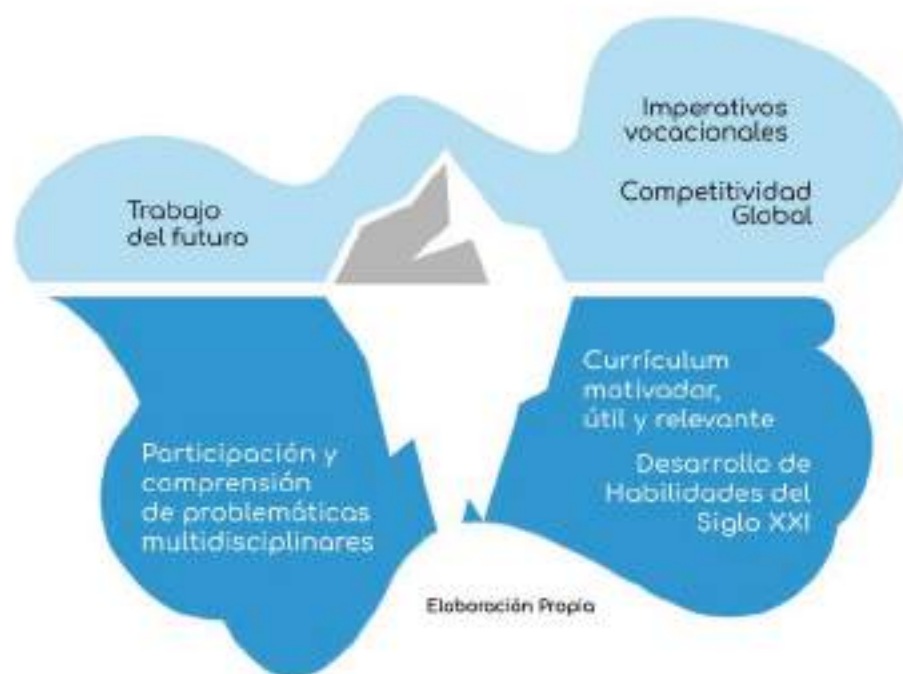 Imperativos
vocacionales
Competitividad
Global
Trabajo
del futuro
Currículum
motivador,
útil y relevante
Desarrollo de
Habilidades del
Siglo XXI
Participación y
comprensión
de problemáticas
multidisciplinares
Elaboración Propia